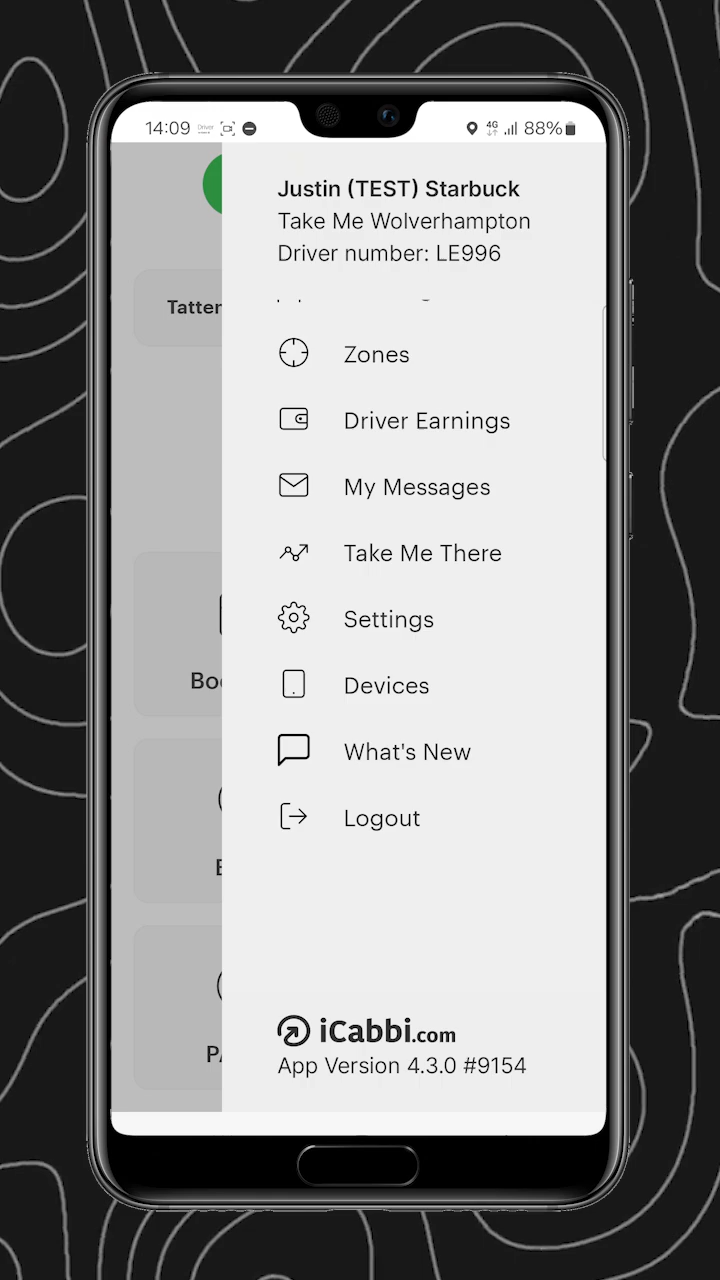 14:09
4G
88%
Justin (TEST) Starbuck
Take Me Wolverhampton
Driver number: LE996
Zones
Driver Earnings
My Messages
Take Me There
Settings
Devices
What's New
Logout
iCabbi.com
App Version 4.3.0 #9154